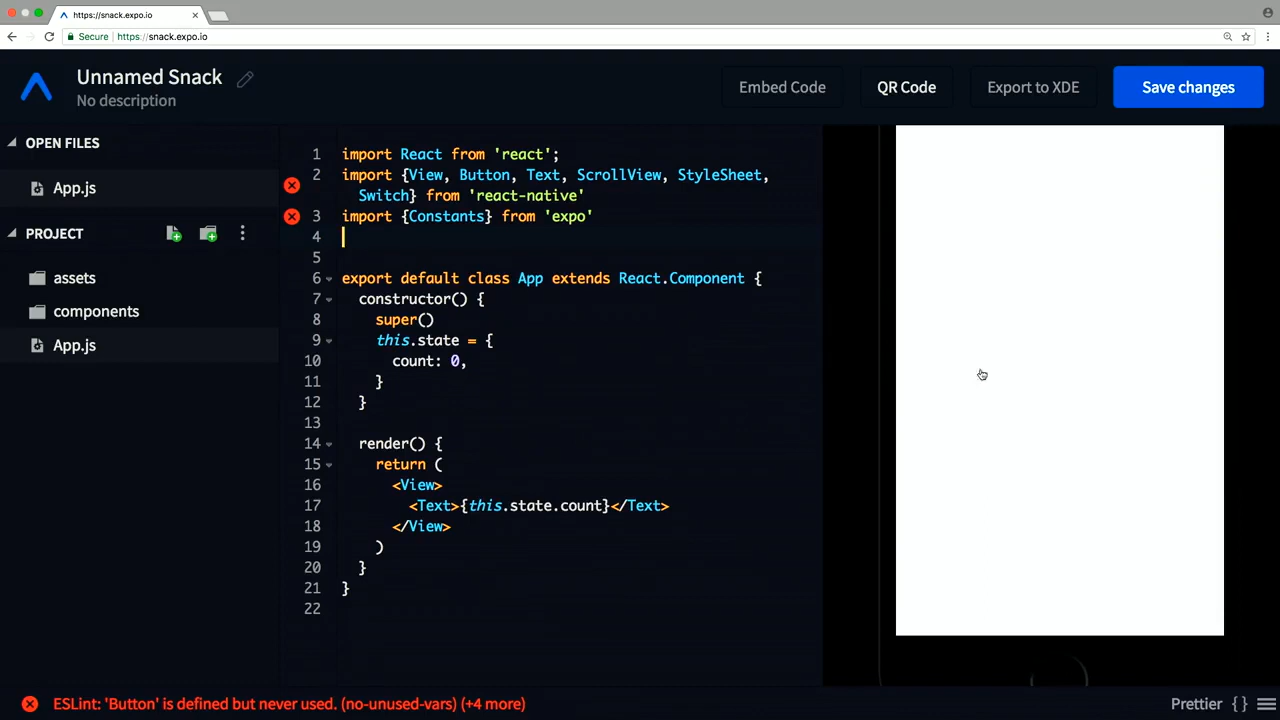 https://snack.expo.io
Secure https://snack.expo.io
Unnamed Snack
No description
Embed Code
QR Code
Export to XDE
Save changes
OPEN FILES
App.js
PROJECT
assets
components
App.js
1 import React from 'react';
2 import {View, Button, Text, ScrollView, StyleSheet,
Switch} from 'react-native'
3 import {Constants} from 'expo'
4
5
6 export default class App extends React.Component {
7 constructor() {
8 super()
9 this.state = {
10 count: 0,
11 }
12 }
13
14 render() {
15 return (
16 <View>
17 <Text>{this.state.count}</Text>
18 </View>
19 )
20 }
21 }
22
ESLint: 'Button' is defined but never used. (no-unused-vars) (+4 more)
Prettier { }